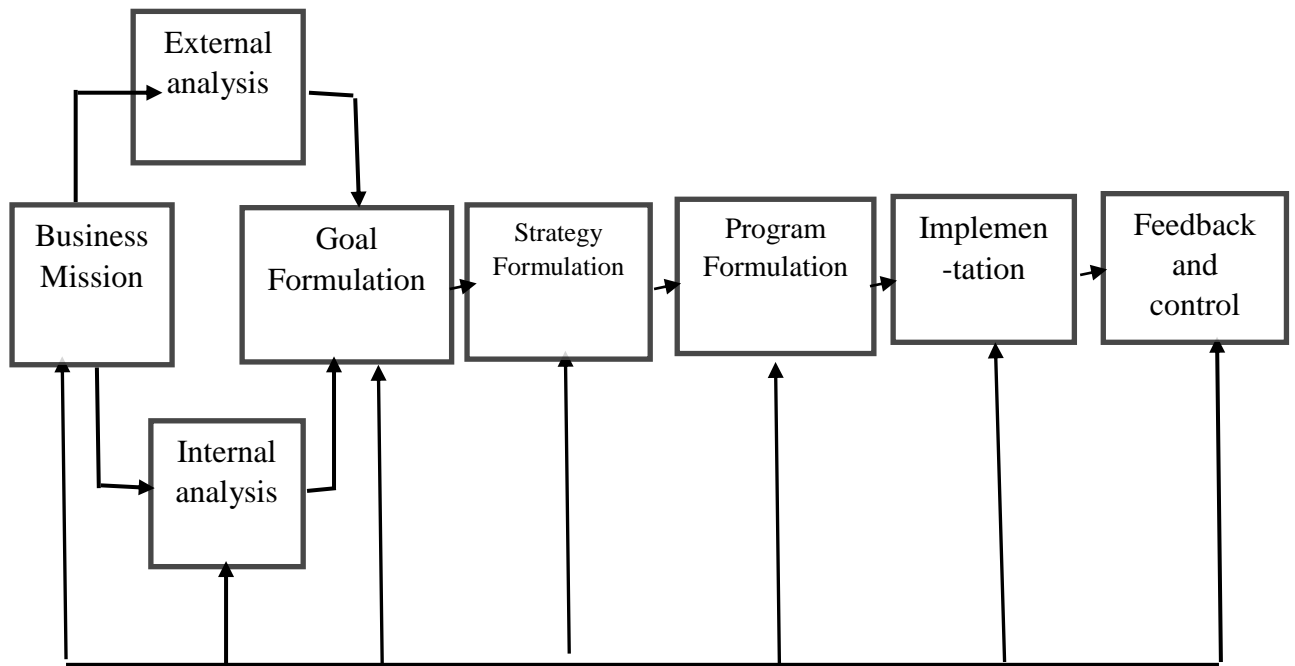 External
analysis
Business
Mission
Goal
Formulation
Strategy
Formulation
Program
Formulation
Implemen
-tation
Feedback
and
control
Internal
analysis